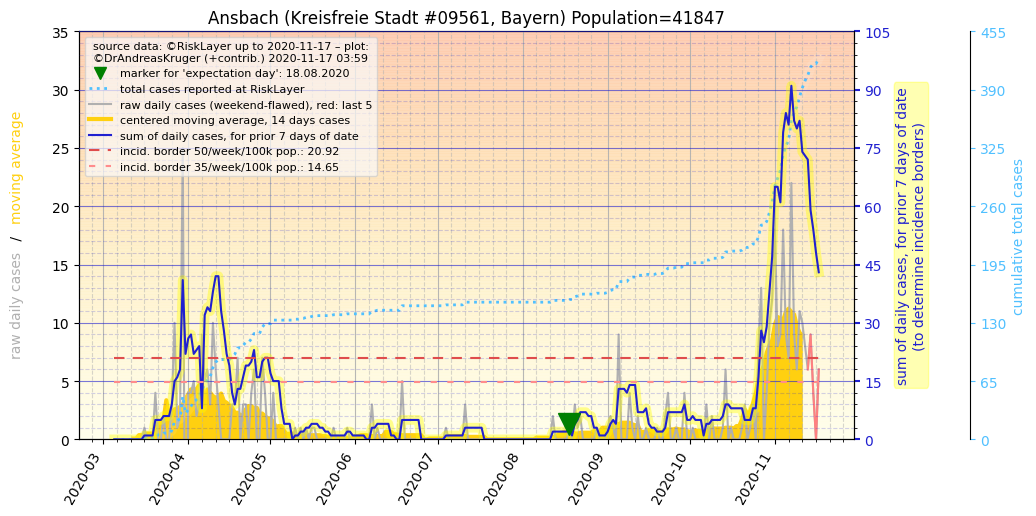 Ansbach (Kreisfreie Stadt #09561, Bayern) Population=41847
source data: ©RiskLayer up to 2020-11-17 – plot:
©DrAndreasKruger (+contrib.) 2020-11-17 03:59
marker for 'expectation day': 18.08.2020
total cases reported at RiskLayer
raw daily cases (weekend-flawed), red: last 5
centered moving average, 14 days cases
sum of daily cases, for prior 7 days of date
incid. border 50/week/100k pop.: 20.92
incid. border 35/week/100k pop.: 14.65
raw daily cases / moving average
35
30
25
20
15
10
5
0
2020-03
2020-04
2020-05
2020-06
2020-07
2020-08
2020-09
2020-10
2020-11
105
90
75
60
45
30
15
0
sum of daily cases, for prior 7 days of date
(to determine incidence borders)
455
390
325
260
195
130
65
0
cumulative total cases